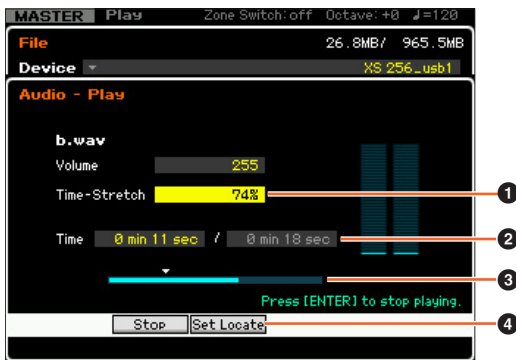 MASTER Play Zone Switch:off Octave:+0 ♩=120
File 26.8MB/ 965.5MB
Device XS 256_usb1
Audio - Play
b.wav
Volume 255
Time-Stretch 74% 1
Time 0 min 11 sec / 0 min 18 sec 2
3
Press [ENTER] to stop playing.
Stop Set Locate 4